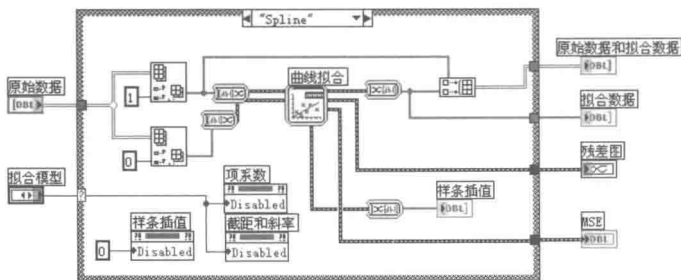 "Spline"
原始数据和拟合数据
DBL
原始数据
DBL
1
曲线拟合
拟合数据
DBL
0
残差图
拟合模型
?
项系数
Disabled
样条插值
DBL
样条插值
截距和斜率
0
Disabled
Disabled
MSE
DBL